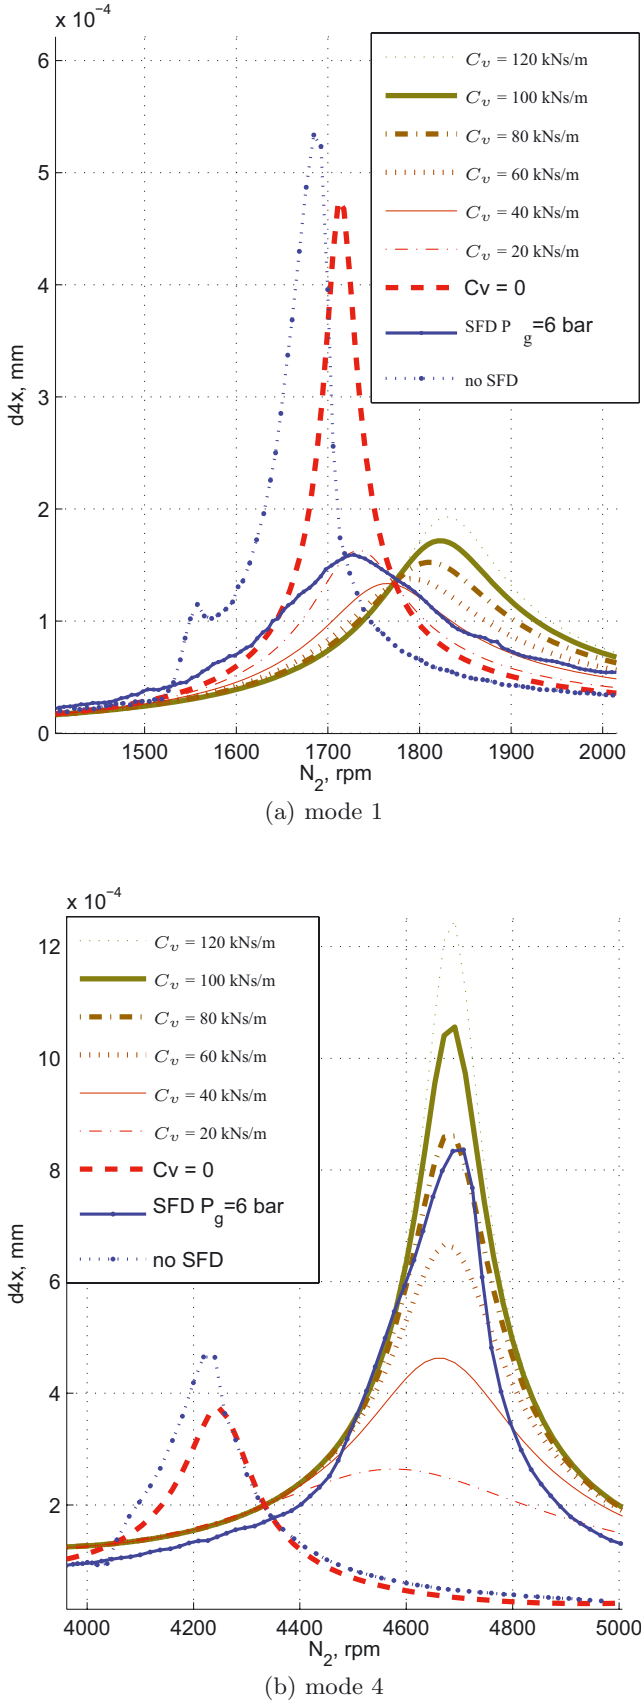 x 10⁻⁴
6
5
4
3
2
1
0
d4x, mm
C_v = 120 kNs/m
C_v = 100 kNs/m
C_v = 80 kNs/m
C_v = 60 kNs/m
C_v = 40 kNs/m
C_v = 20 kNs/m
Cv = 0
SFD P_g=6 bar
no SFD
1500 1600 1700 1800 1900 2000
N₂, rpm
(a) mode 1
x 10⁻⁴
12
10
8
6
4
2
d4x, mm
C_v = 120 kNs/m
C_v = 100 kNs/m
C_v = 80 kNs/m
C_v = 60 kNs/m
C_v = 40 kNs/m
C_v = 20 kNs/m
Cv = 0
SFD P_g=6 bar
no SFD
4000 4200 4400 4600 4800 5000
N₂, rpm
(b) mode 4